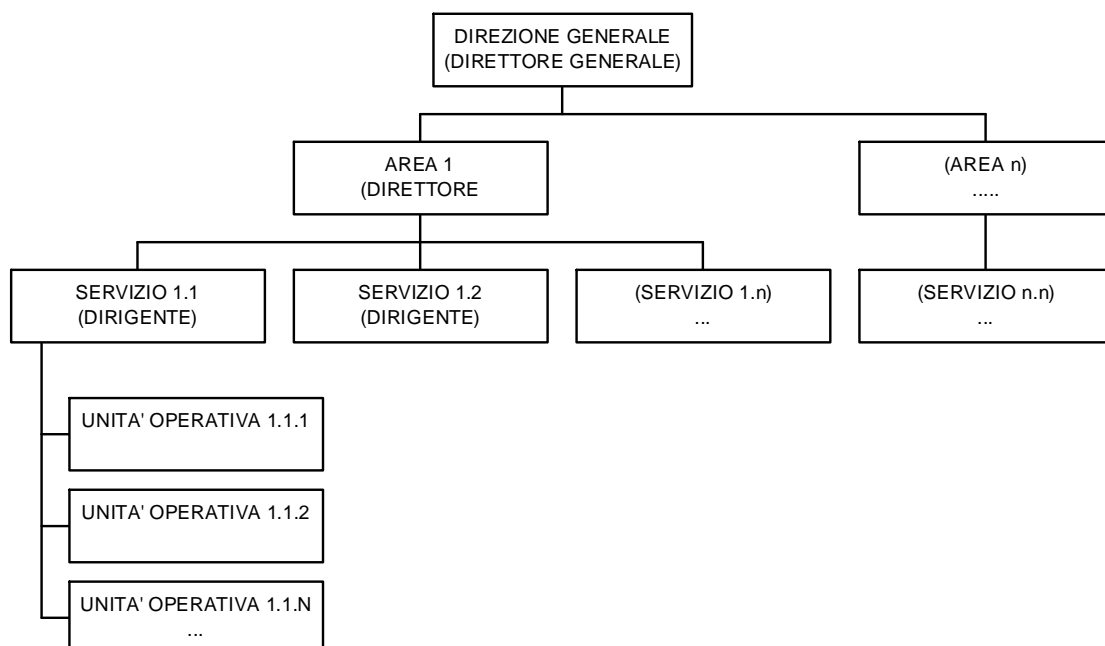 DIREZIONE GENERALE
(DIRETTORE GENERALE)
AREA 1
(DIRETTORE
(AREA n)
.....
SERVIZIO 1.1
(DIRIGENTE)
SERVIZIO 1.2
(DIRIGENTE)
(SERVIZIO 1.n)
...
(SERVIZIO n.n)
...
UNITA' OPERATIVA 1.1.1
UNITA' OPERATIVA 1.1.2
UNITA' OPERATIVA 1.1.N
...